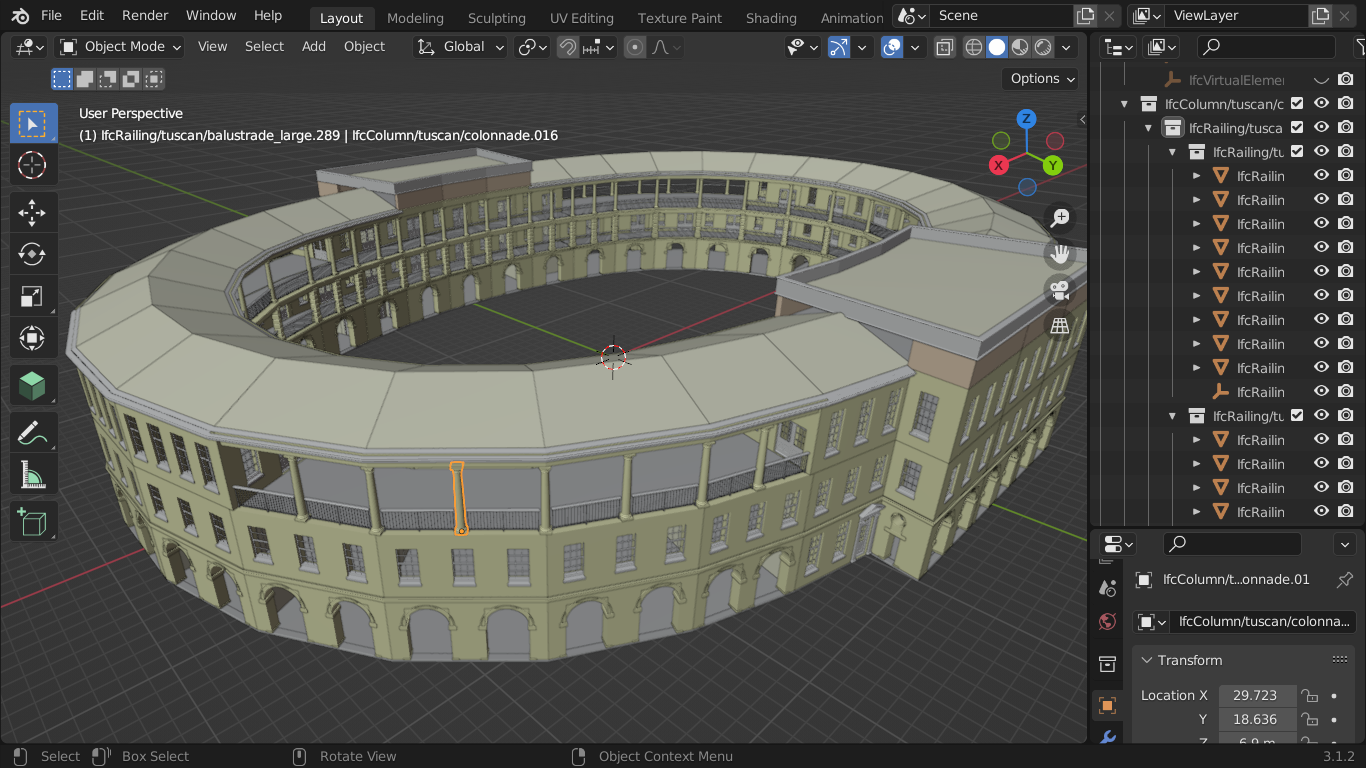 File Edit Render Window Help Layout Modeling Sculpting UV Editing Texture Paint Shading Animation Scene ViewLayer
Object Mode View Select Add Object Global
Options
User Perspective
(1) IfcRailing/tuscan/balustrade_large.289 | IfcColumn/tuscan/colonnade.016
Z
X
Y
IfcVirtualElemer
IfcColumn/tuscan/c
IfcRailing/tusca
IfcRailing/tu
IfcRailin
IfcRailin
IfcRailin
IfcRailin
IfcRailin
IfcRailin
IfcRailin
IfcRailin
IfcRailin
IfcRailin
IfcRailing/tu
IfcRailin
IfcRailin
IfcRailin
IfcRailin
IfcColumn/t...onnade.01
IfcColumn/tuscan/colonna...
Transform
Location X 29.723
Y 18.636
Z 6.9 m
Select Box Select Rotate View Object Context Menu 3.1.2